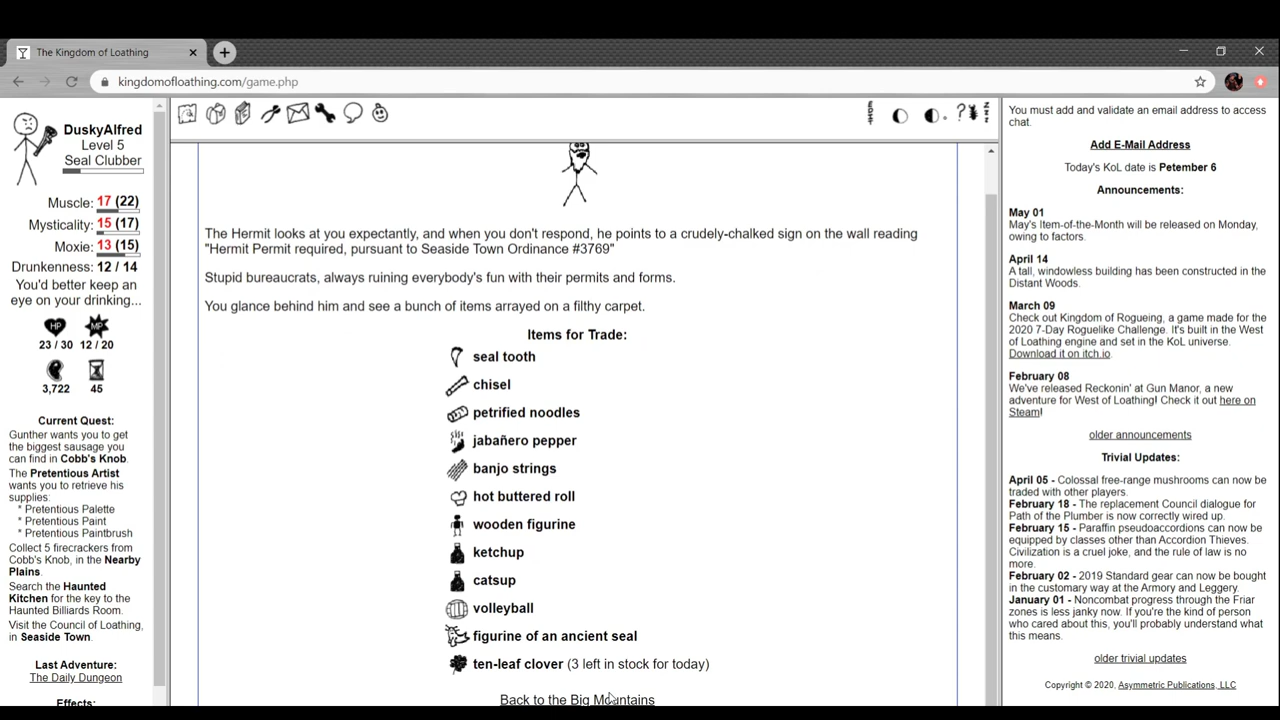 The Kingdom of Loathing
kingdomofloathing.com/game.php
DuskyAlfred
Level 5
Seal Clubber
Muscle: 17 (22)
Mysticality: 15 (17)
Moxie: 13 (15)
Drunkenness: 12 / 14
You'd better keep an
eye on your drinking...
HP
MP
23 / 30
12 / 20
3,722
45
Current Quest:
Gunther wants you to get
the biggest sausage you
can find in Cobb's Knob.
The Pretentious Artist
wants you to retrieve his
supplies:
* Pretentious Palette
* Pretentious Paint
* Pretentious Paintbrush
Collect 5 firecrackers from
Cobb's Knob, in the Nearby
Plains.
Search the Haunted
Kitchen for the key to the
Haunted Billiards Room.
Visit the Council of Loathing,
in Seaside Town.
Last Adventure:
The Daily Dungeon
Effects:
The Hermit looks at you expectantly, and when you don't respond, he points to a crudely-chalked sign on the wall reading
"Hermit Permit required, pursuant to Seaside Town Ordinance #3769"
Stupid bureaucrats, always ruining everybody's fun with their permits and forms.
You glance behind him and see a bunch of items arrayed on a filthy carpet.
Items for Trade:
seal tooth
chisel
petrified noodles
jabañero pepper
banjo strings
hot buttered roll
wooden figurine
ketchup
catsup
volleyball
figurine of an ancient seal
ten-leaf clover (3 left in stock for today)
Back to the Big Mountains
You must add and validate an email address to access
chat.
Add E-Mail Address
Today's KoL date is Petember 6
Announcements:
May 01
May's Item-of-the-Month will be released on Monday,
owing to factors.
April 14
A tall, windowless building has been constructed in the
Distant Woods.
March 09
Check out Kingdom of Rogueing, a game made for the
2020 7-Day Roguelike Challenge. It's built in the West
of Loathing engine and set in the KoL universe.
Download it on itch.io.
February 08
We've released Reckonin' at Gun Manor, a new
adventure for West of Loathing! Check it out here on
Steam!
older announcements
Trivial Updates:
April 05 - Colossal free-range mushrooms can now be
traded with other players.
February 18 - The replacement Council dialogue for
Path of the Plumber is now correctly wired up.
February 15 - Paraffin pseudoaccordions can now be
equipped by classes other than Accordion Thieves.
Civilization is a cruel joke, and the rule of law is no
more.
February 02 - 2019 Standard gear can now be bought
in the customary way at the Armory and Leggery.
January 01 - Noncombat progress through the Friar
zones is less janky now. If you're the kind of person
who cared about this, you'll probably understand what
this means.
older trivial updates
Copyright © 2020, Asymmetric Publications, LLC